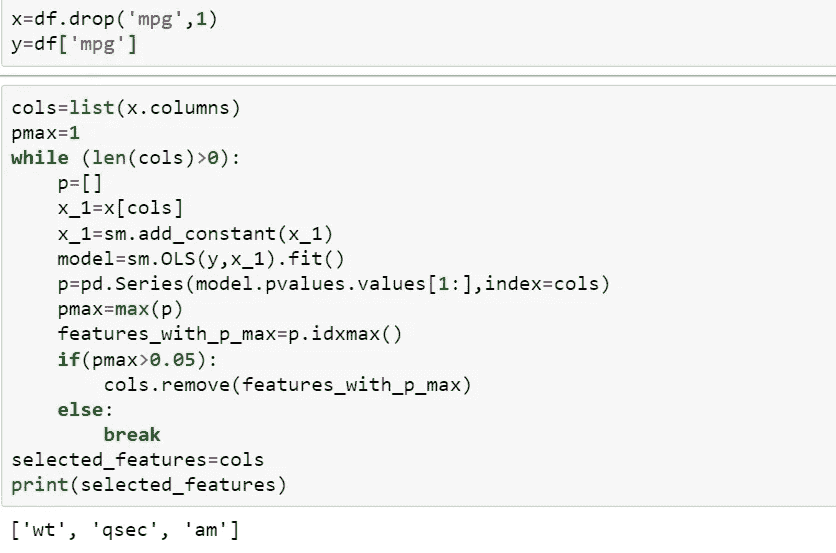 x=df.drop('mpg',1)
y=df['mpg']
cols=list(x.columns)
pmax=1
while (len(cols)>0):
    p=[]
    x_1=x[cols]
    x_1=sm.add_constant(x_1)
    model=sm.OLS(y,x_1).fit()
    p=pd.Series(model.pvalues.values[1:],index=cols)
    pmax=max(p)
    features_with_p_max=p.idxmax()
    if(pmax>0.05):
        cols.remove(features_with_p_max)
    else:
        break
selected_features=cols
print(selected_features)
['wt', 'qsec', 'am']